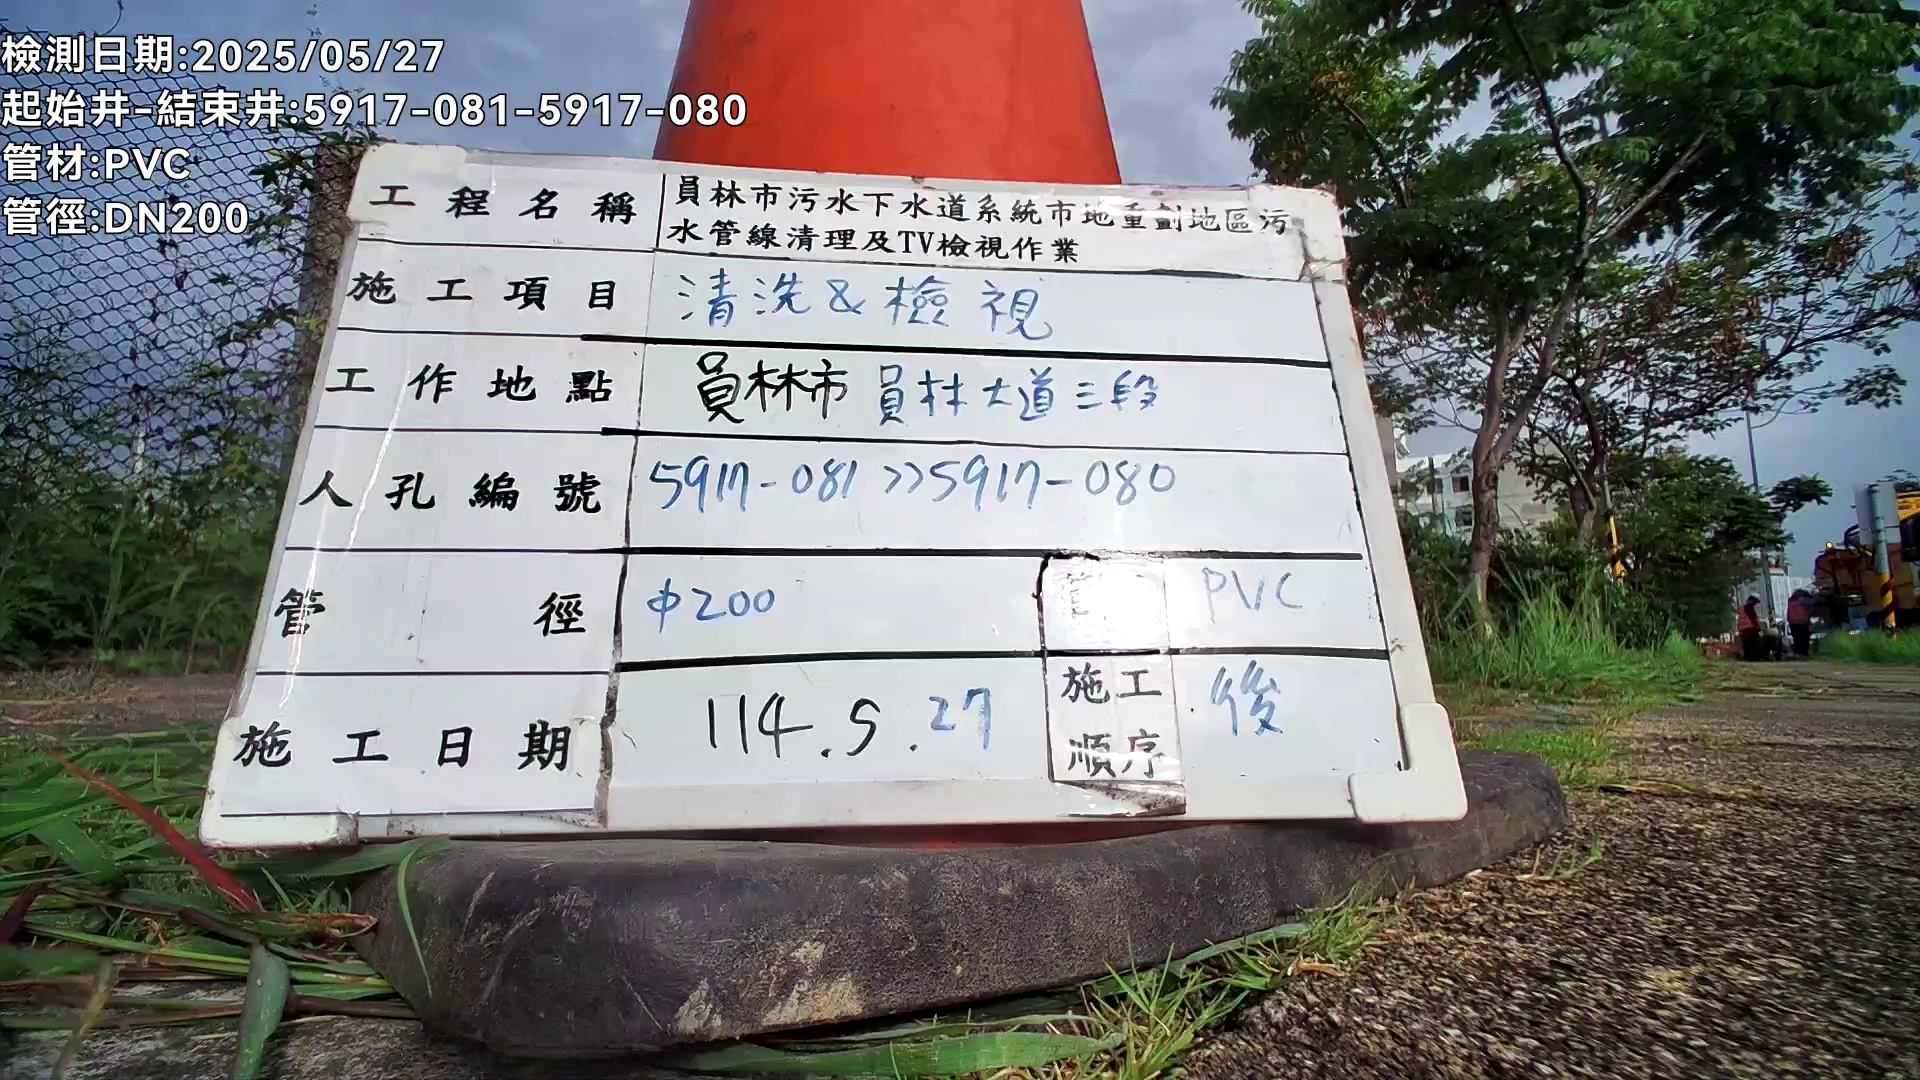 檢測日期:2025/05/27
起始井-結束井:5917-081-5917-080
管材:PVC
管徑:DN200
工程名稱 員林市污水下水道系統市地重劃地區污
水管線清理及TV檢視作業
施工項目 清洗&檢視
工作地點 員林市員林大道三段
人孔編號 5917-081>>5917-080
管徑 φ200 管 PVC
施工日期 114.5.27 施工
順序 後